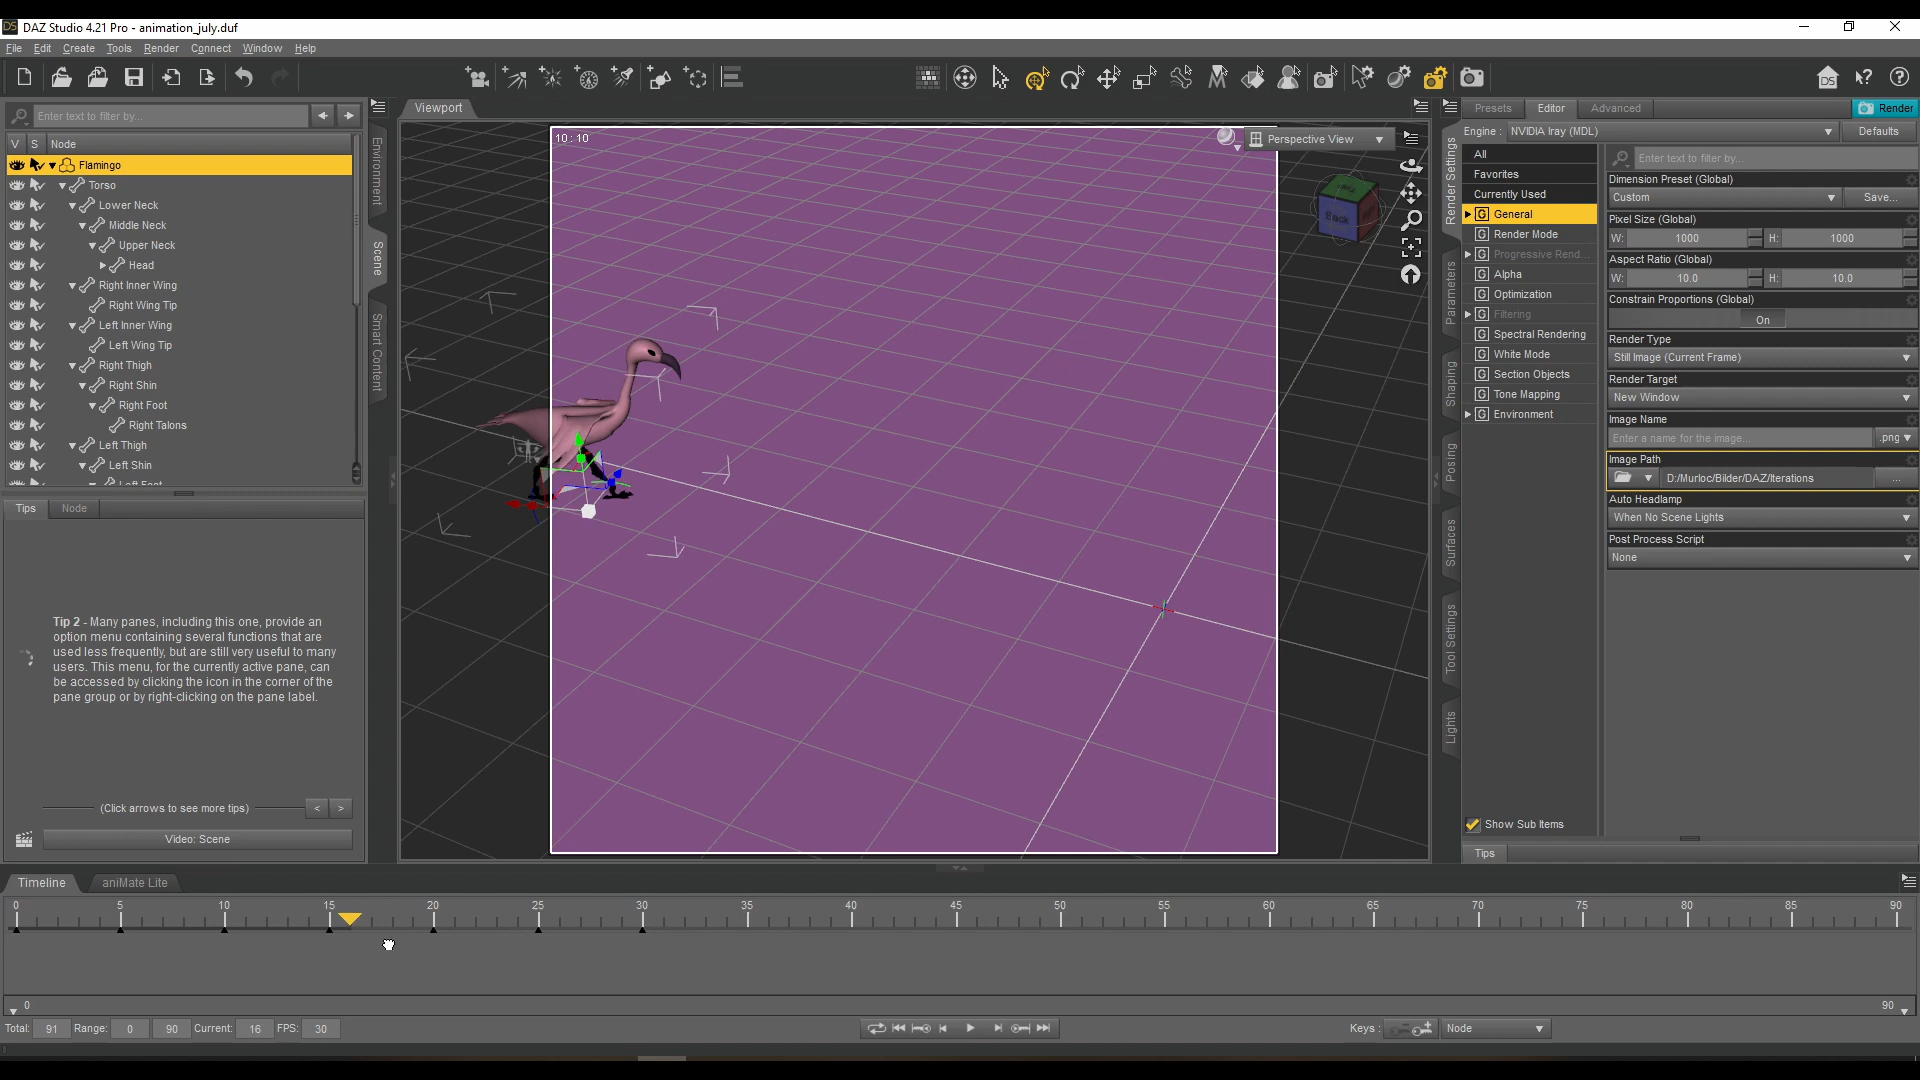 DAZ Studio 4.21 Pro - animation_july.duf
File Edit Create Tools Render Connect Window Help
Enter text to filter by...
V S Node
Flamingo
Torso
Lower Neck
Middle Neck
Upper Neck
Head
Right Inner Wing
Right Wing Tip
Left Inner Wing
Left Wing Tip
Right Thigh
Right Shin
Right Foot
Right Talons
Left Thigh
Left Shin
Left Foot
Environment
Scene
Smart Content
Tips Node
Tip 2 - Many panes, including this one, provide an
option menu containing several functions that are
used less frequently, but are still very useful to many
users. This menu, for the currently active pane, can
be accessed by clicking the icon in the corner of the
pane group or by right-clicking on the pane label.
(Click arrows to see more tips) < >
Video: Scene
Viewport
10 : 10
Perspective View
Back
Render Settings
Parameters
Shaping
Posing
Surfaces
Tool Settings
Lights
Presets Editor Advanced Render
Engine : NVIDIA Iray (MDL) Defaults
All
Favorites
Currently Used
G General
G Render Mode
G Progressive Rend...
G Alpha
G Optimization
G Filtering
G Spectral Rendering
G White Mode
G Section Objects
G Tone Mapping
G Environment
Show Sub Items
Tips
Enter text to filter by...
Dimension Preset (Global)
Custom Save...
Pixel Size (Global)
W: 1000 H: 1000
Aspect Ratio (Global)
W: 10.0 H: 10.0
Constrain Proportions (Global)
On
Render Type
Still Image (Current Frame)
Render Target
New Window
Image Name
Enter a name for the image... .png
Image Path
D:/Murloc/Bilder/DAZ/Iterations ...
Auto Headlamp
When No Scene Lights
Post Process Script
None
Timeline aniMate Lite
0 5 10 15 20 25 30 35 40 45 50 55 60 65 70 75 80 85 90
0 90
Total: 91 Range: 0 90 Current: 16 FPS: 30 Keys : Node